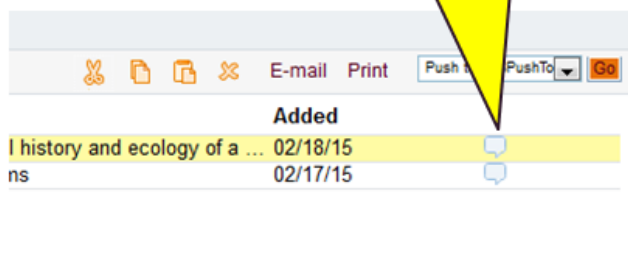 E-mail Print Push PushTo Go
Added
l history and ecology of a ... 02/18/15
ns 02/17/15